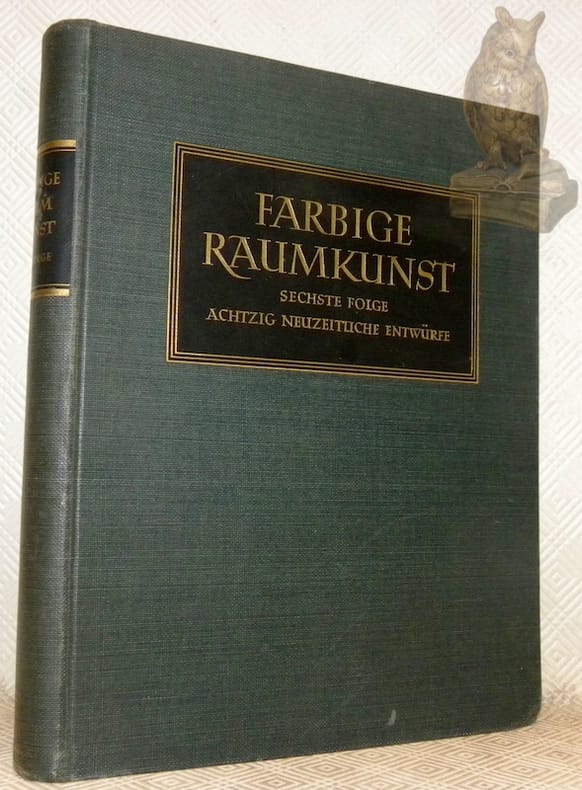 FARBIGE
RAUMKUNST
SECHSTE FOLGE
ACHTZIG NEUZEITLICHE ENTWÜRFE